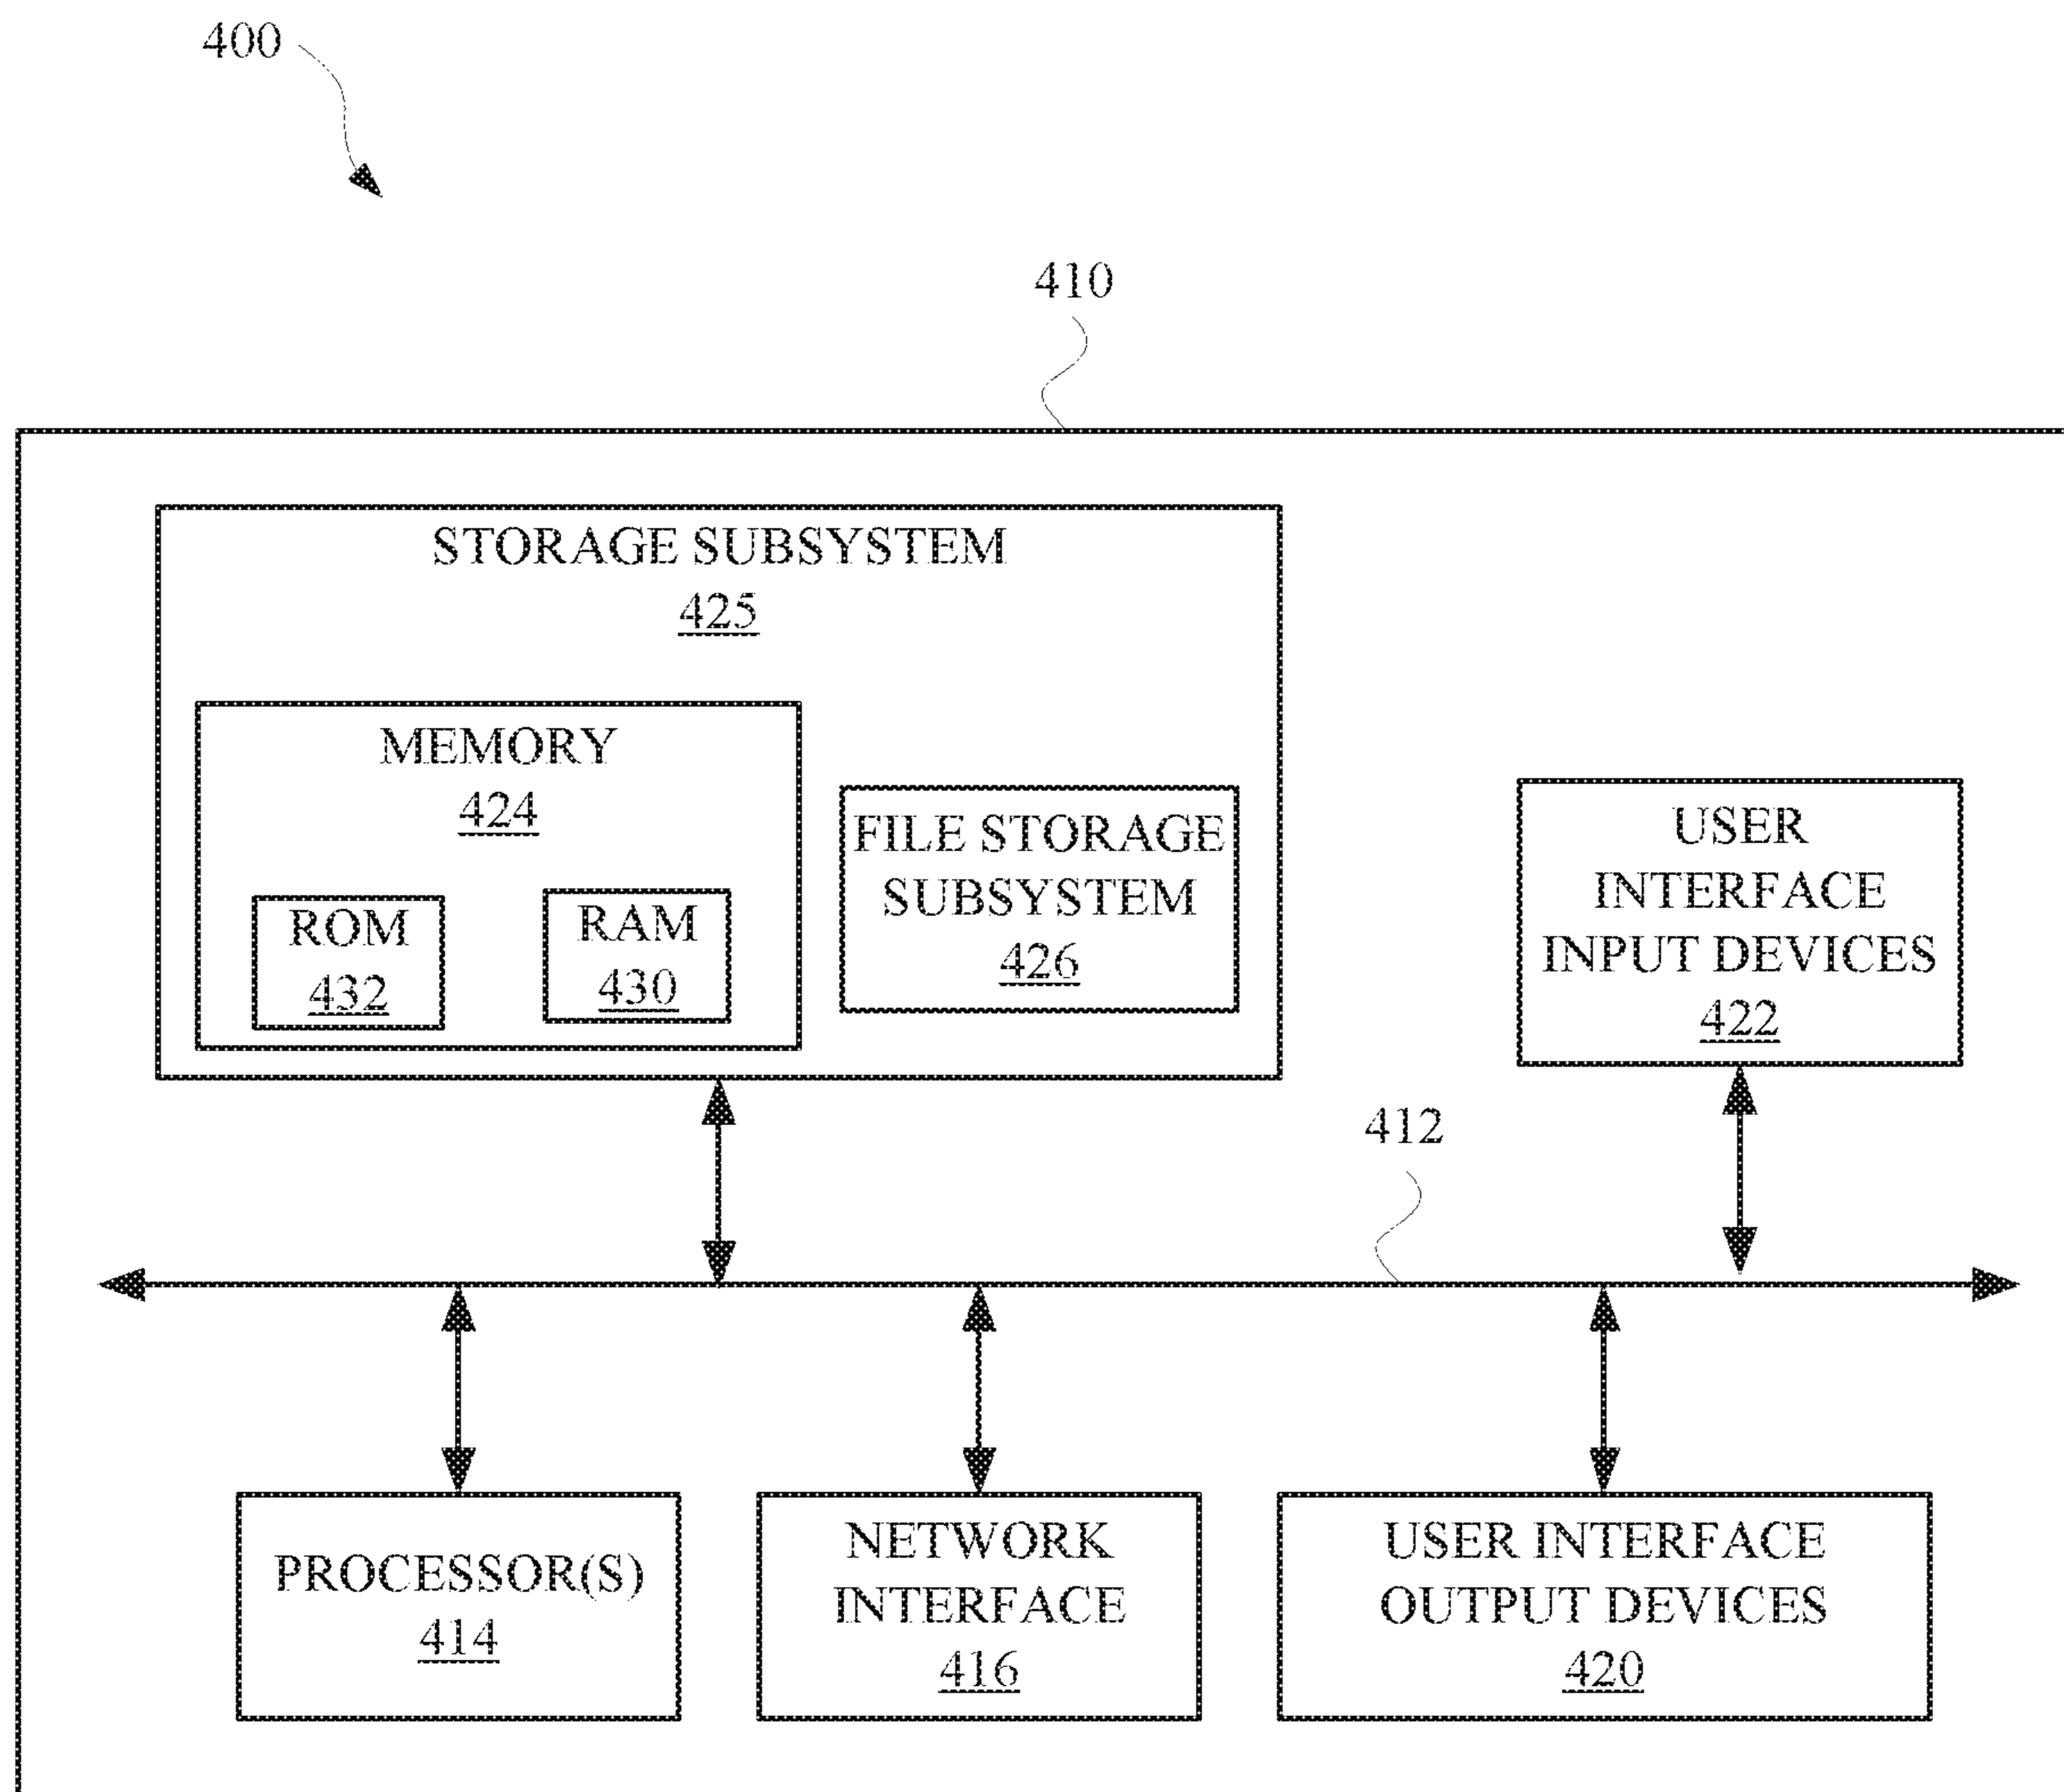 400
410
STORAGE SUBSYSTEM
425
MEMORY
424
ROM
432
RAM
430
FILE STORAGE
SUBSYSTEM
426
USER
INTERFACE
INPUT DEVICES
422
412
PROCESSOR(S)
414
NETWORK
INTERFACE
416
USER INTERFACE
OUTPUT DEVICES
420